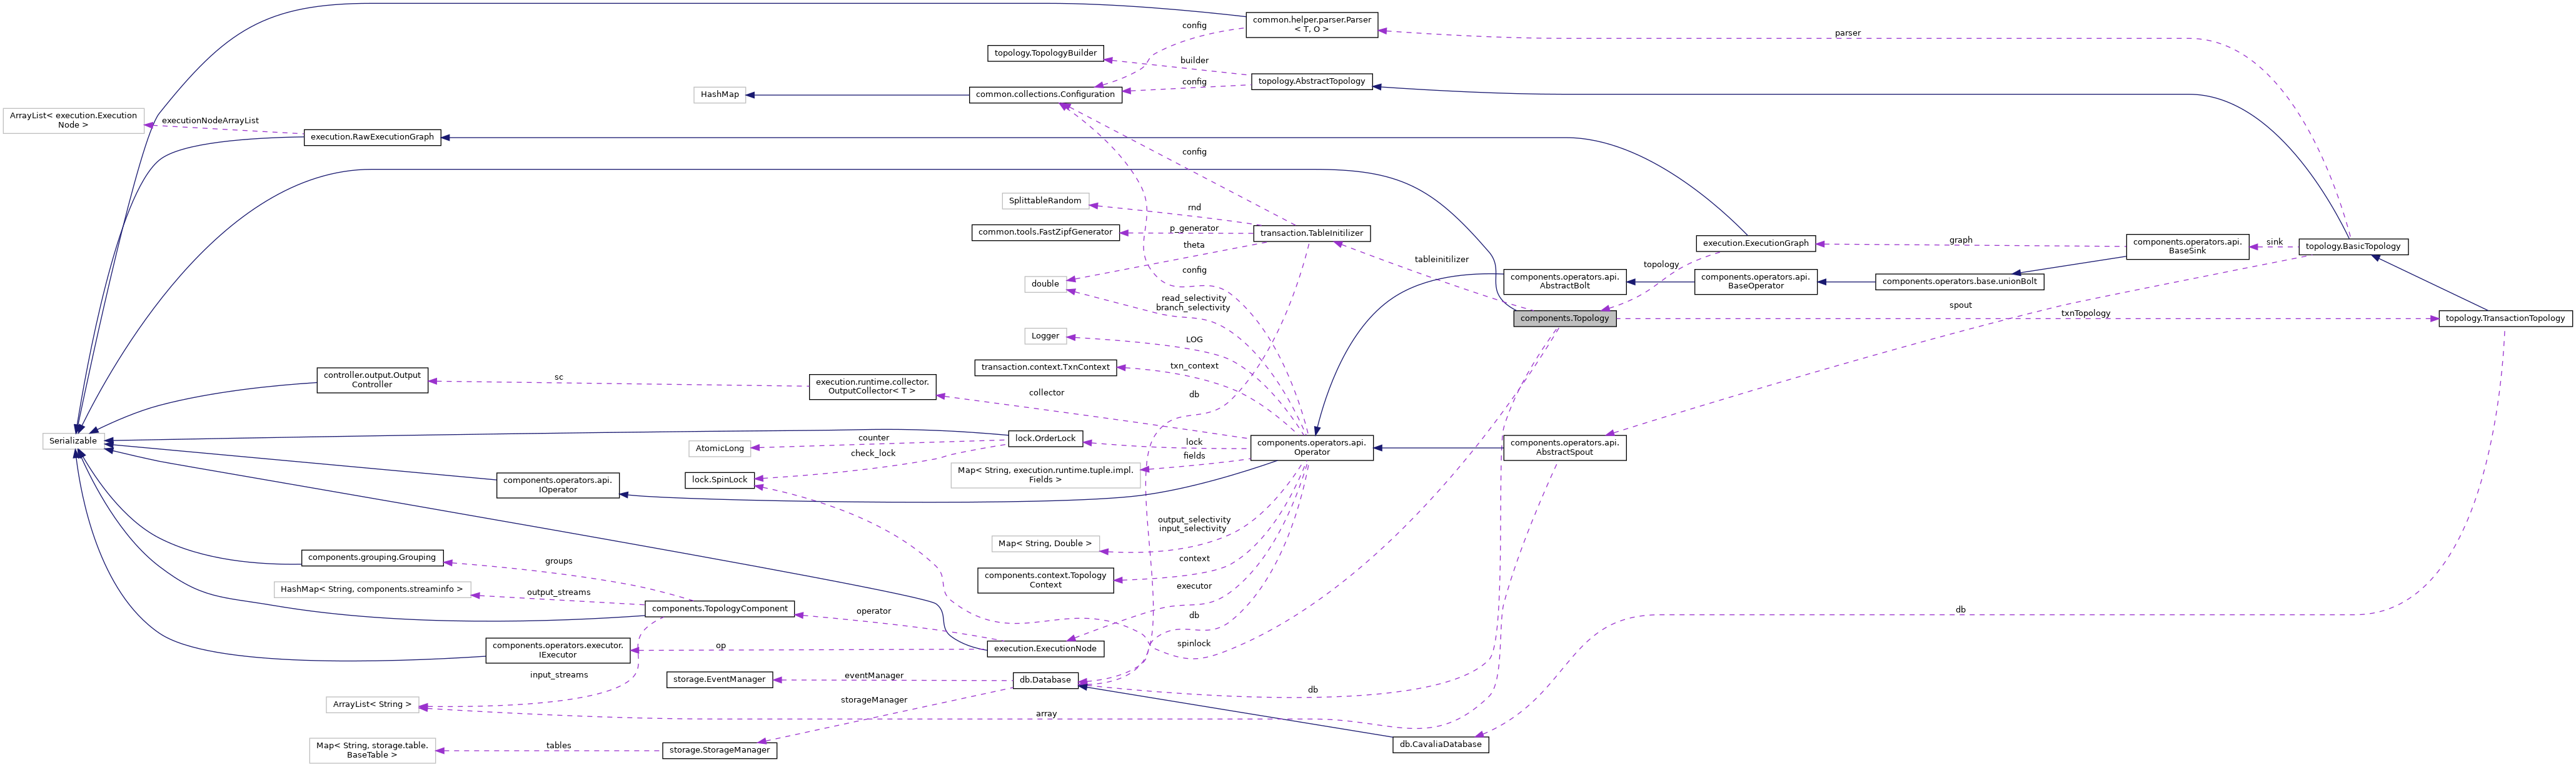 common.helper.parser.Parser
< T, O >
config
parser
topology.TopologyBuilder
builder
topology.AbstractTopology
config
HashMap
common.collections.Configuration
ArrayList< execution.Execution
Node >
executionNodeArrayList
execution.RawExecutionGraph
config
SplittableRandom
rnd
common.tools.FastZipfGenerator
p_generator
transaction.TableInitilizer
theta
execution.ExecutionGraph
graph
components.operators.api.
BaseSink
sink
topology.BasicTopology
tableinitilizer
topology
config
double
components.operators.api.
AbstractBolt
components.operators.api.
BaseOperator
components.operators.base.unionBolt
read_selectivity
branch_selectivity
spout
components.Topology
txnTopology
topology.TransactionTopology
Logger
LOG
transaction.context.TxnContext
txn_context
controller.output.Output
Controller
sc
execution.runtime.collector.
OutputCollector< T >
collector
db
Serializable
counter
lock.OrderLock
lock
components.operators.api.
Operator
components.operators.api.
AbstractSpout
AtomicLong
check_lock
fields
Map< String, execution.runtime.tuple.impl.
Fields >
lock.SpinLock
components.operators.api.
IOperator
output_selectivity
input_selectivity
Map< String, Double >
components.grouping.Grouping
groups
context
components.context.Topology
Context
HashMap< String, components.streaminfo >
output_streams
executor
components.TopologyComponent
operator
db
db
components.operators.executor.
IExecutor
op
execution.ExecutionNode
spinlock
input_streams
storage.EventManager
eventManager
db.Database
db
ArrayList< String >
storageManager
array
Map< String, storage.table.
BaseTable >
tables
storage.StorageManager
db.CavaliaDatabase